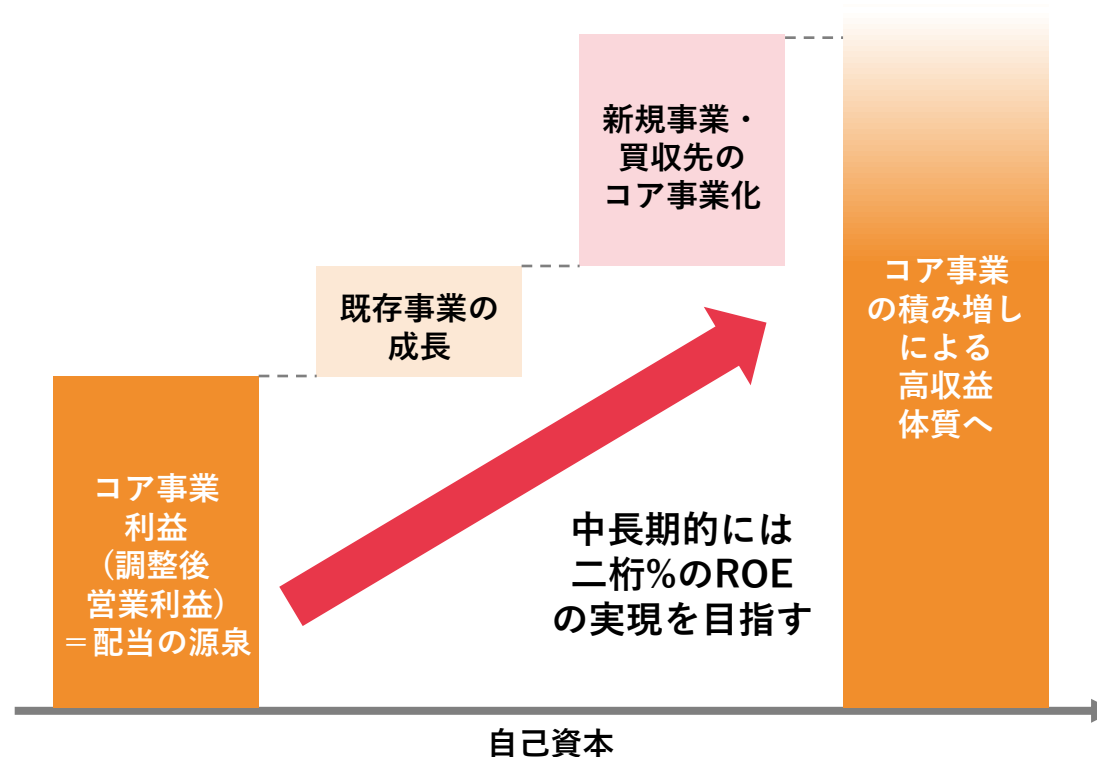 コア事業
利益
(調整後
営業利益)
＝配当の源泉
既存事業の
成長
新規事業・
買収先の
コア事業化
コア事業
の積み増し
による
高収益
体質へ
中長期的には
二桁%のROE
の実現を目指す
自己資本